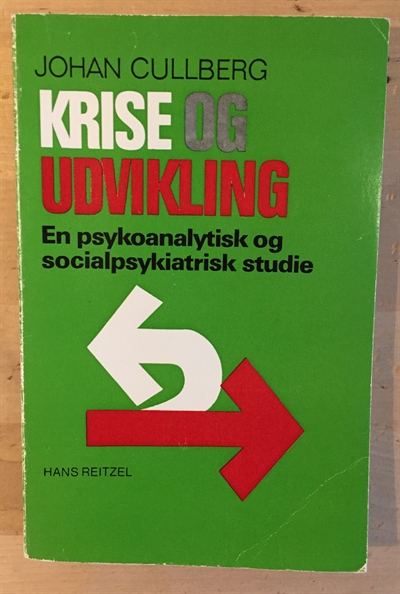 JOHAN CULLBERG
KRISE OG
UDVIKLING
En psykoanalytisk og
socialpsykiatrisk studie
HANS REITZEL